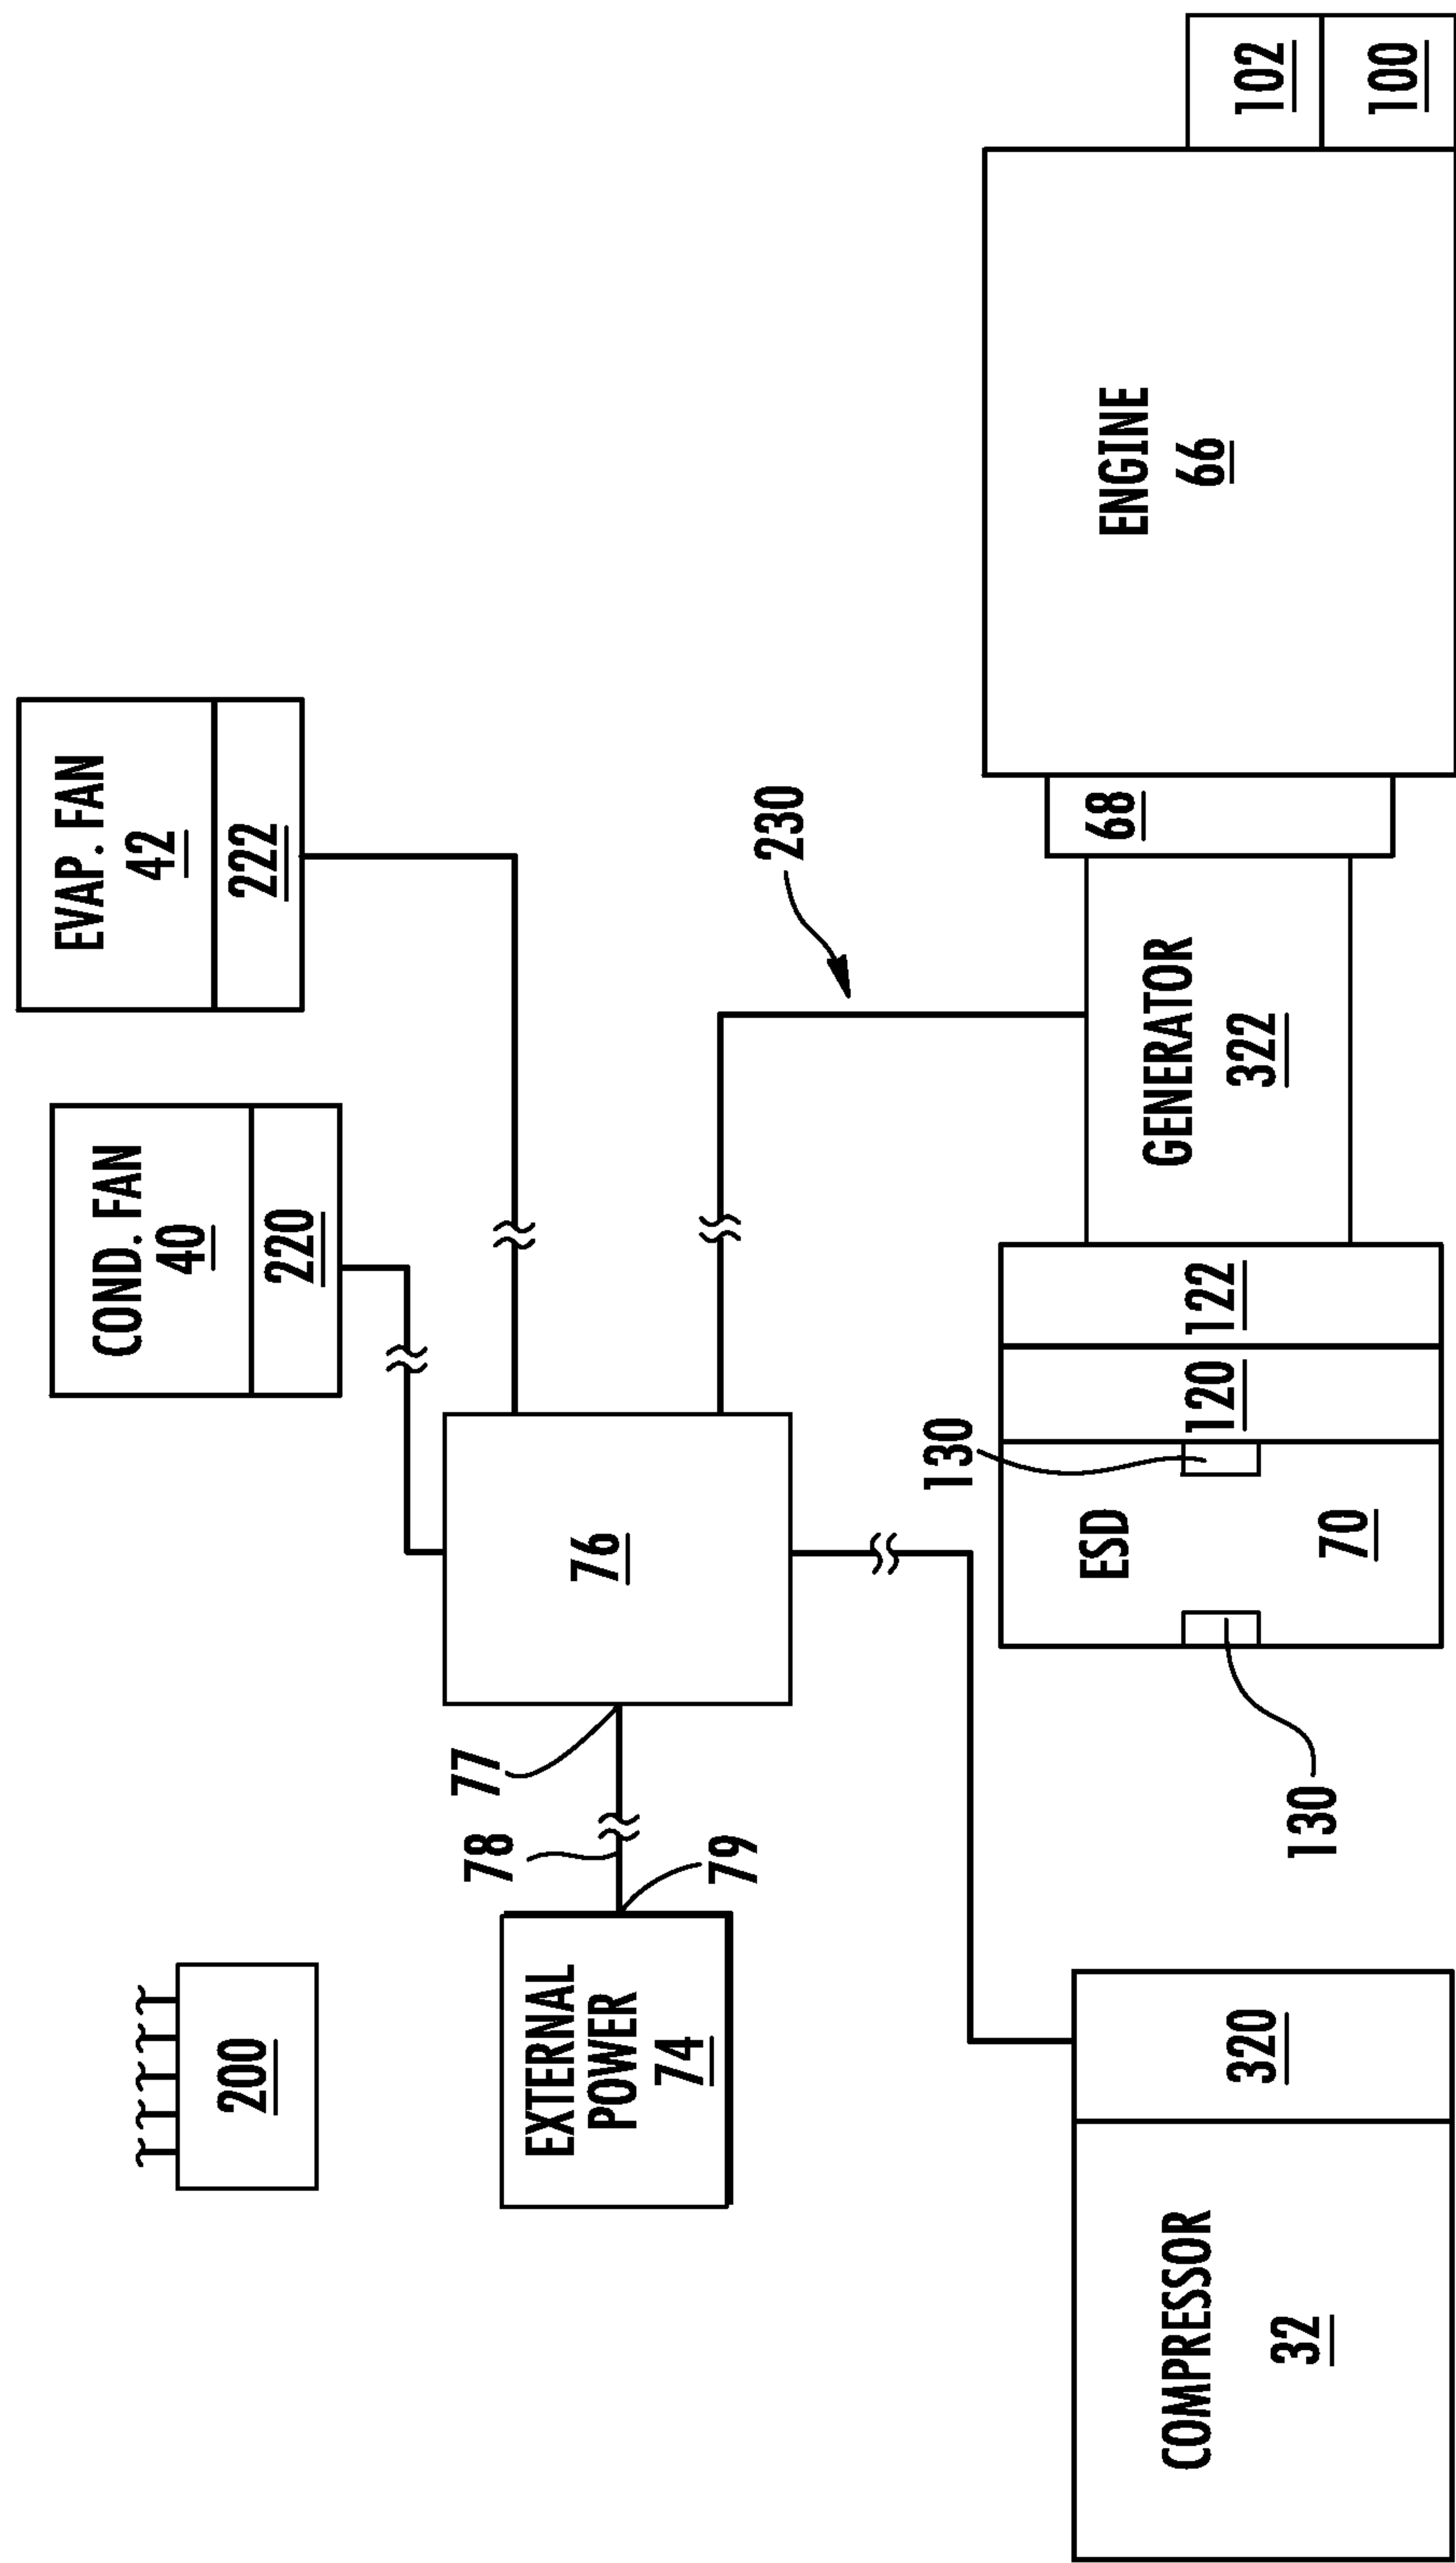 200
COND. FAN
40
220
EVAP. FAN
42
222
EXTERNAL
POWER
74
78
79
77
76
230
COMPRESSOR
32
320
130
ESD
70
130
120
122
GENERATOR
322
68
ENGINE
66
102
100